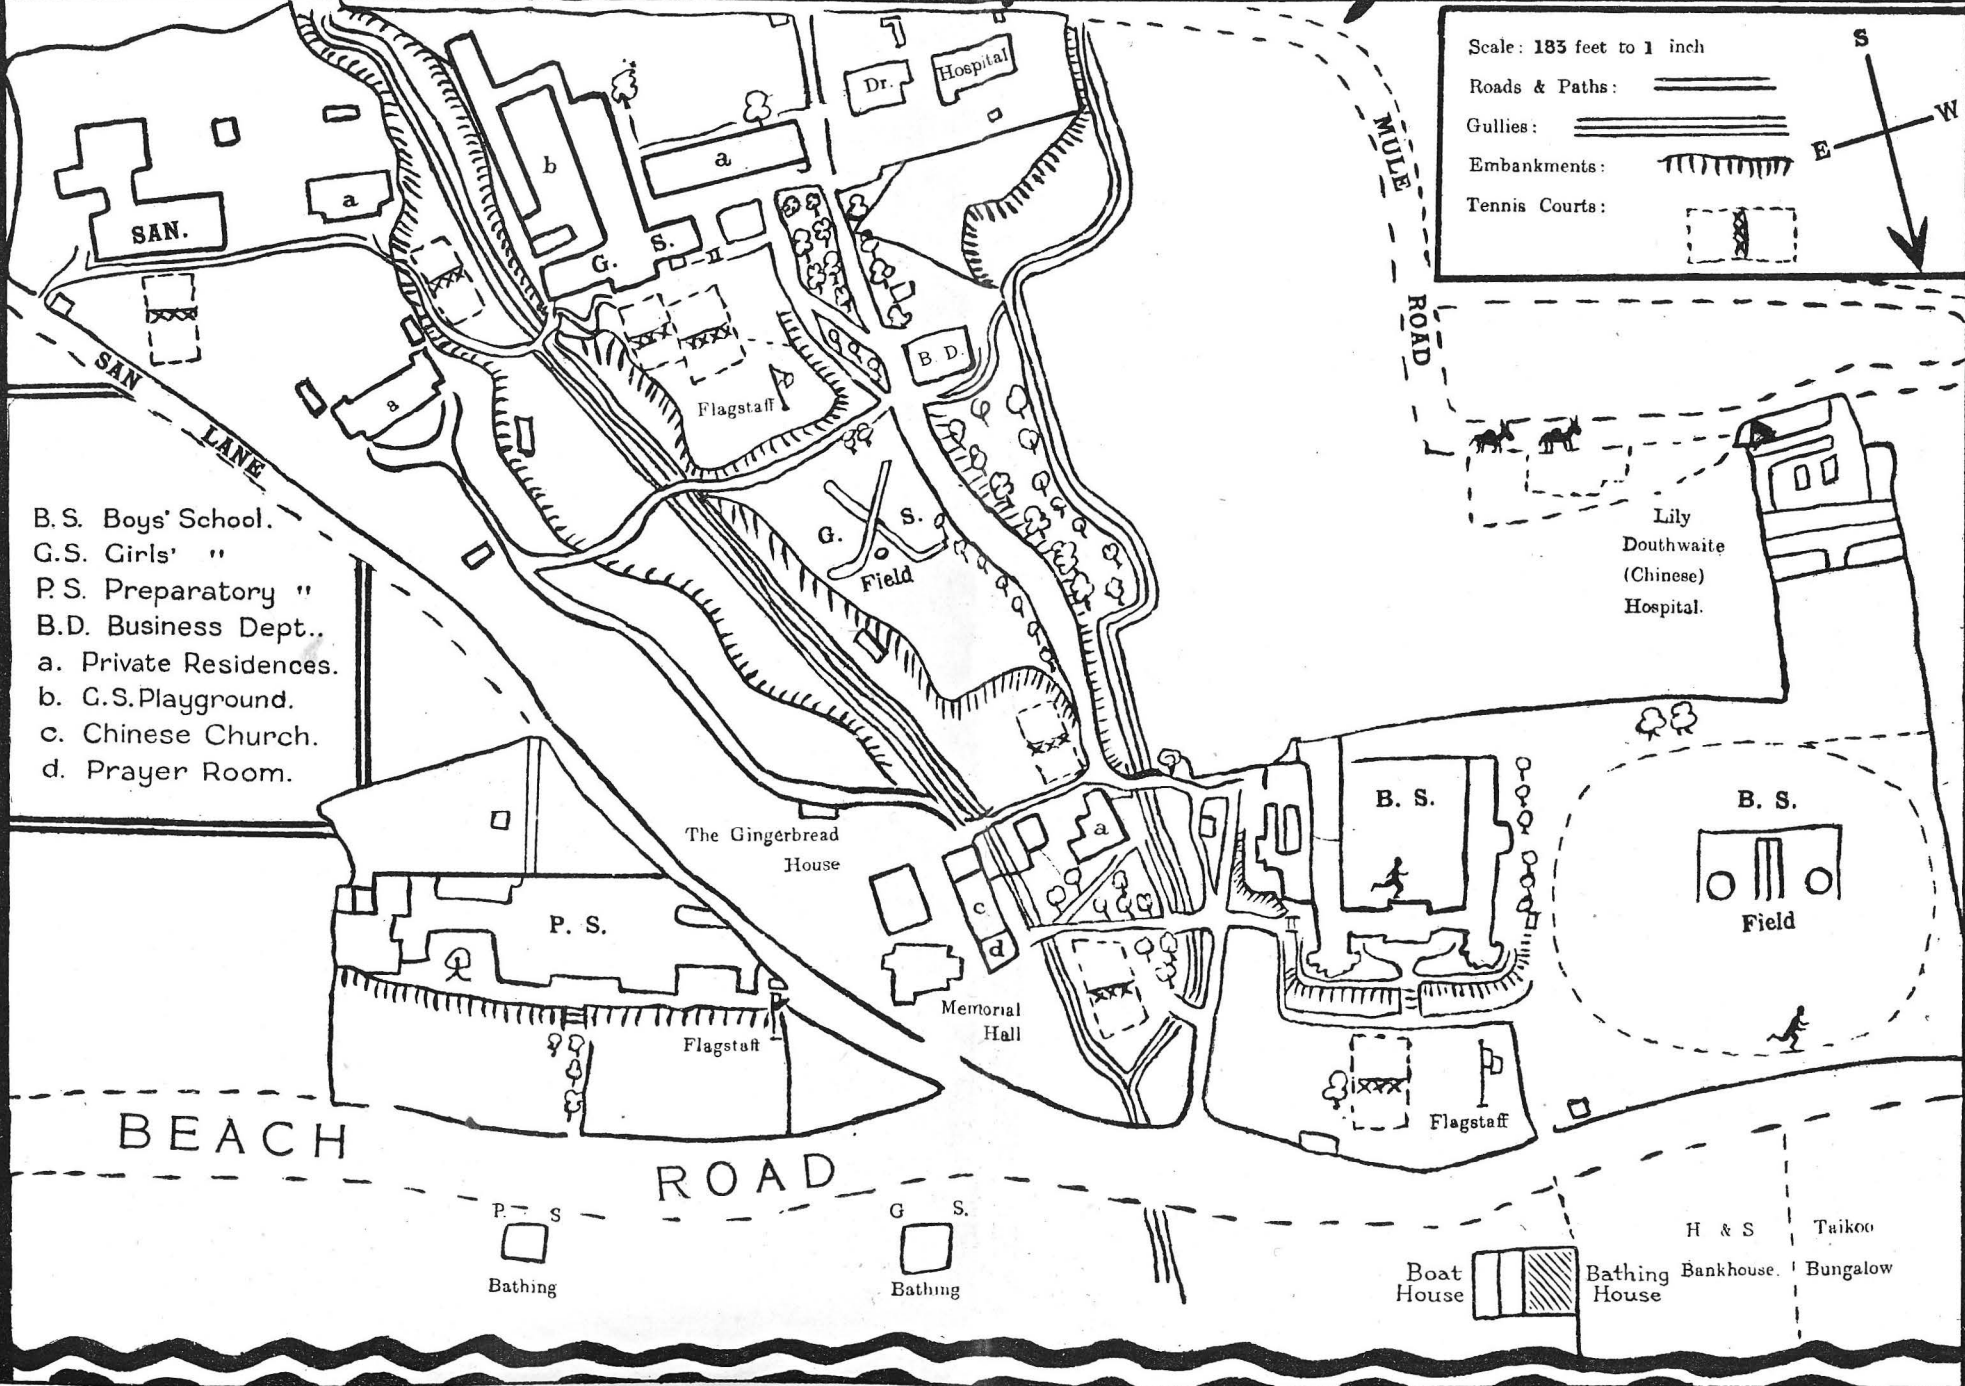 Scale: 183 feet to 1 inch
Roads & Paths:
Gullies:
Embankments:
Tennis Courts:
S
W
E
Dr.
Hospital
b
a
SAN.
a
S.
G.
MULE
ROAD
B. D.
SAN
LANE
a
Flagstaff
G. S.
Field
Lily
Douthwaite
(Chinese)
Hospital.
B.S. Boys' School.
G.S. Girls' "
P.S. Preparatory "
B.D. Business Dept..
a. Private Residences.
b. G.S. Playground.
c. Chinese Church.
d. Prayer Room.
The Gingerbread
House
a
B. S.
B. S.
Field
P. S.
c
d
Memorial
Hall
Flagstaff
Flagstaff
BEACH
ROAD
P. S
Bathing
G S.
Bathing
Boat
House
Bathing
House
H & S
Bankhouse.
Taikoo
Bungalow